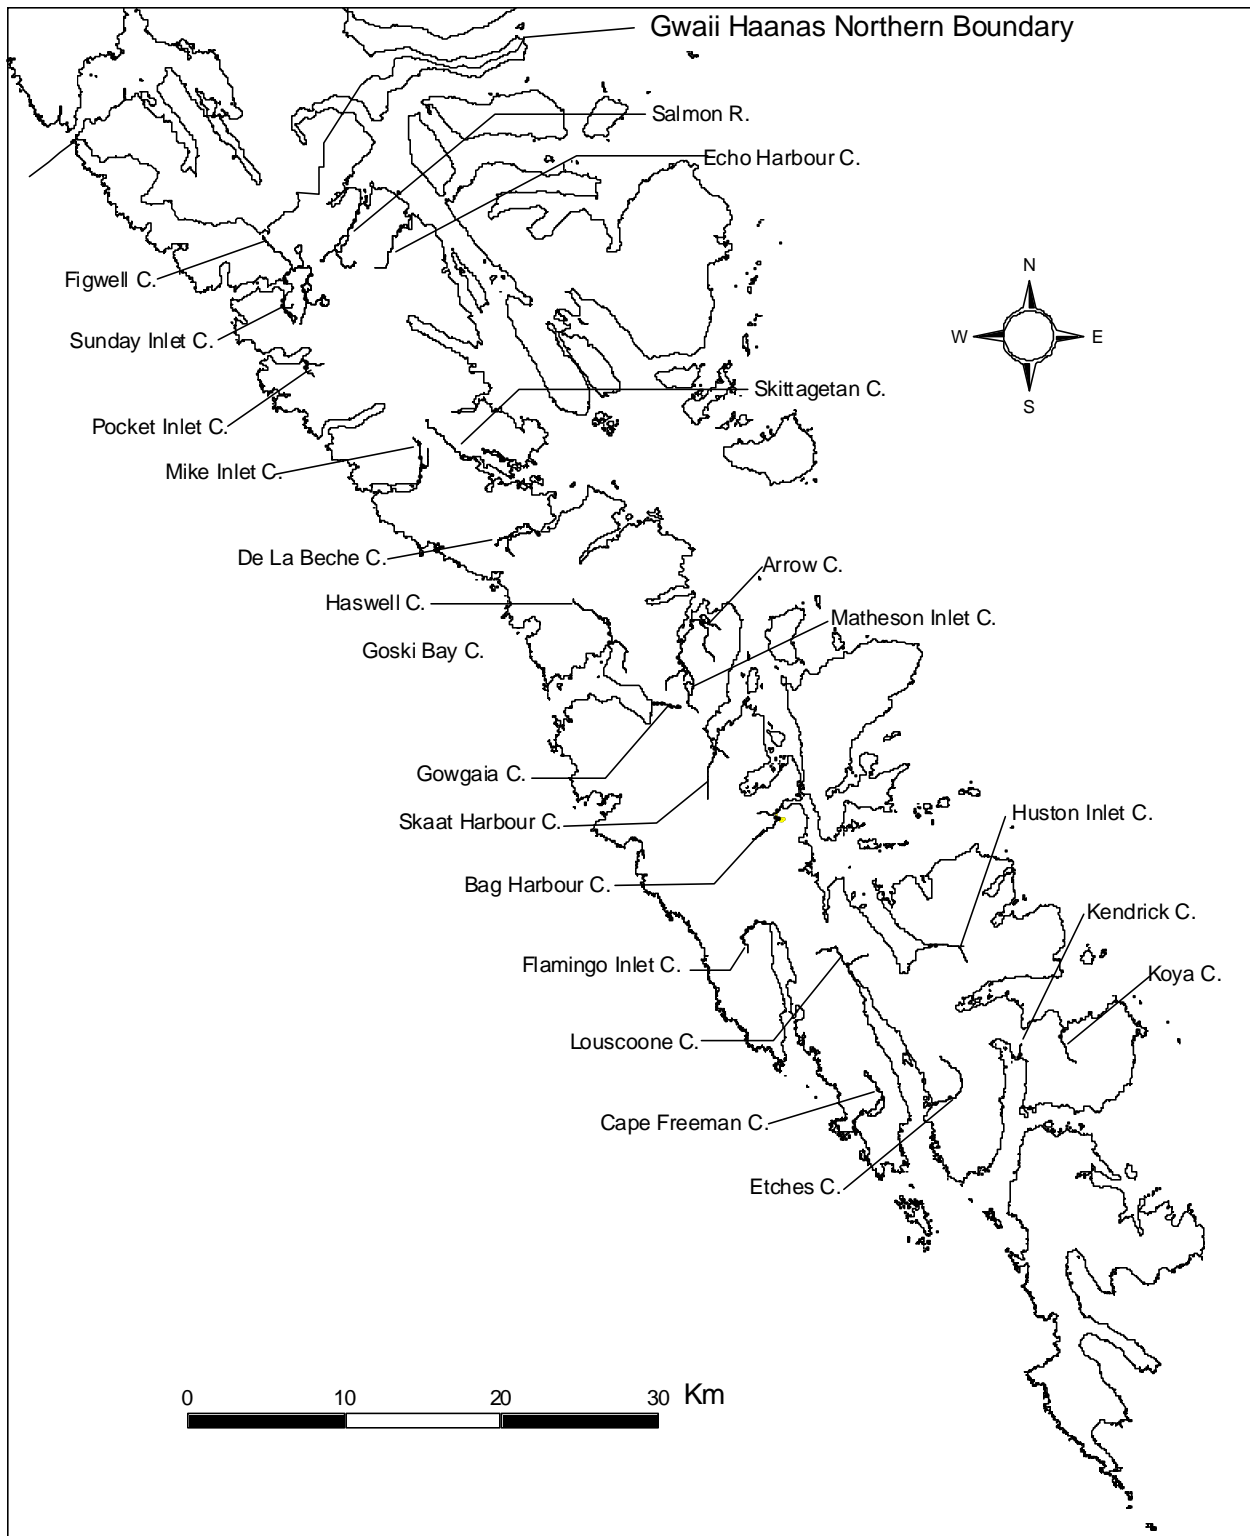 Gwaii Haanas Northern Boundary
Salmon R.
Echo Harbour C.
Figwell C.
N
W
E
S
Sunday Inlet C.
Skittagetan C.
Pocket Inlet C.
Mike Inlet C.
De La Beche C.
Arrow C.
Haswell C.
Matheson Inlet C.
Goski Bay C.
Gowgaia C.
Skaat Harbour C.
Huston Inlet C.
Bag Harbour C.
Kendrick C.
Flamingo Inlet C.
Koya C.
Louscoone C.
Cape Freeman C.
Etches C.
0 10 20 30 Km